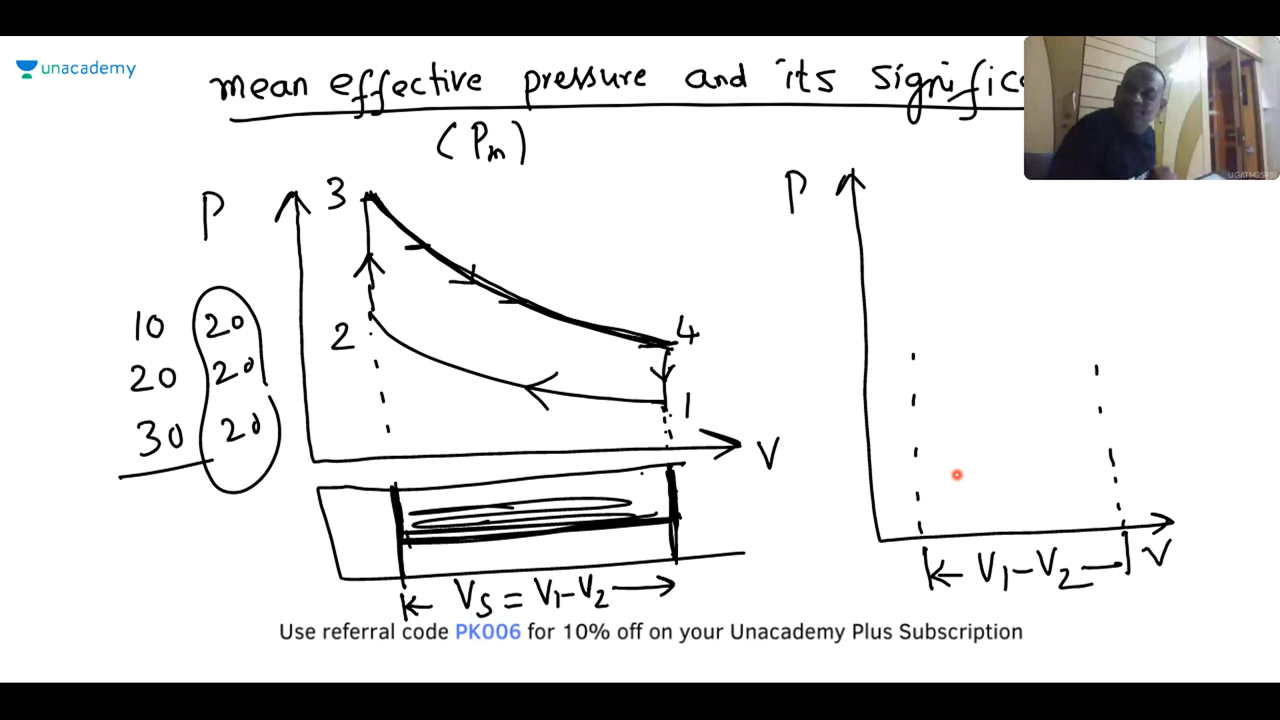 unacademy
mean effective pressure and its signific
(Pm)
P
3
2
4
1
V
10 20
20 20
30 20
Vs = V1-V2
P
V1-V2
V
Use referral code PK006 for 10% off on your Unacademy Plus Subscription